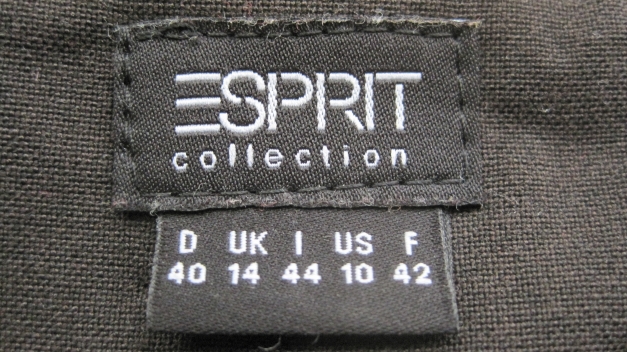 ESPRIT
collection
D UK I US F
40 14 44 10 42